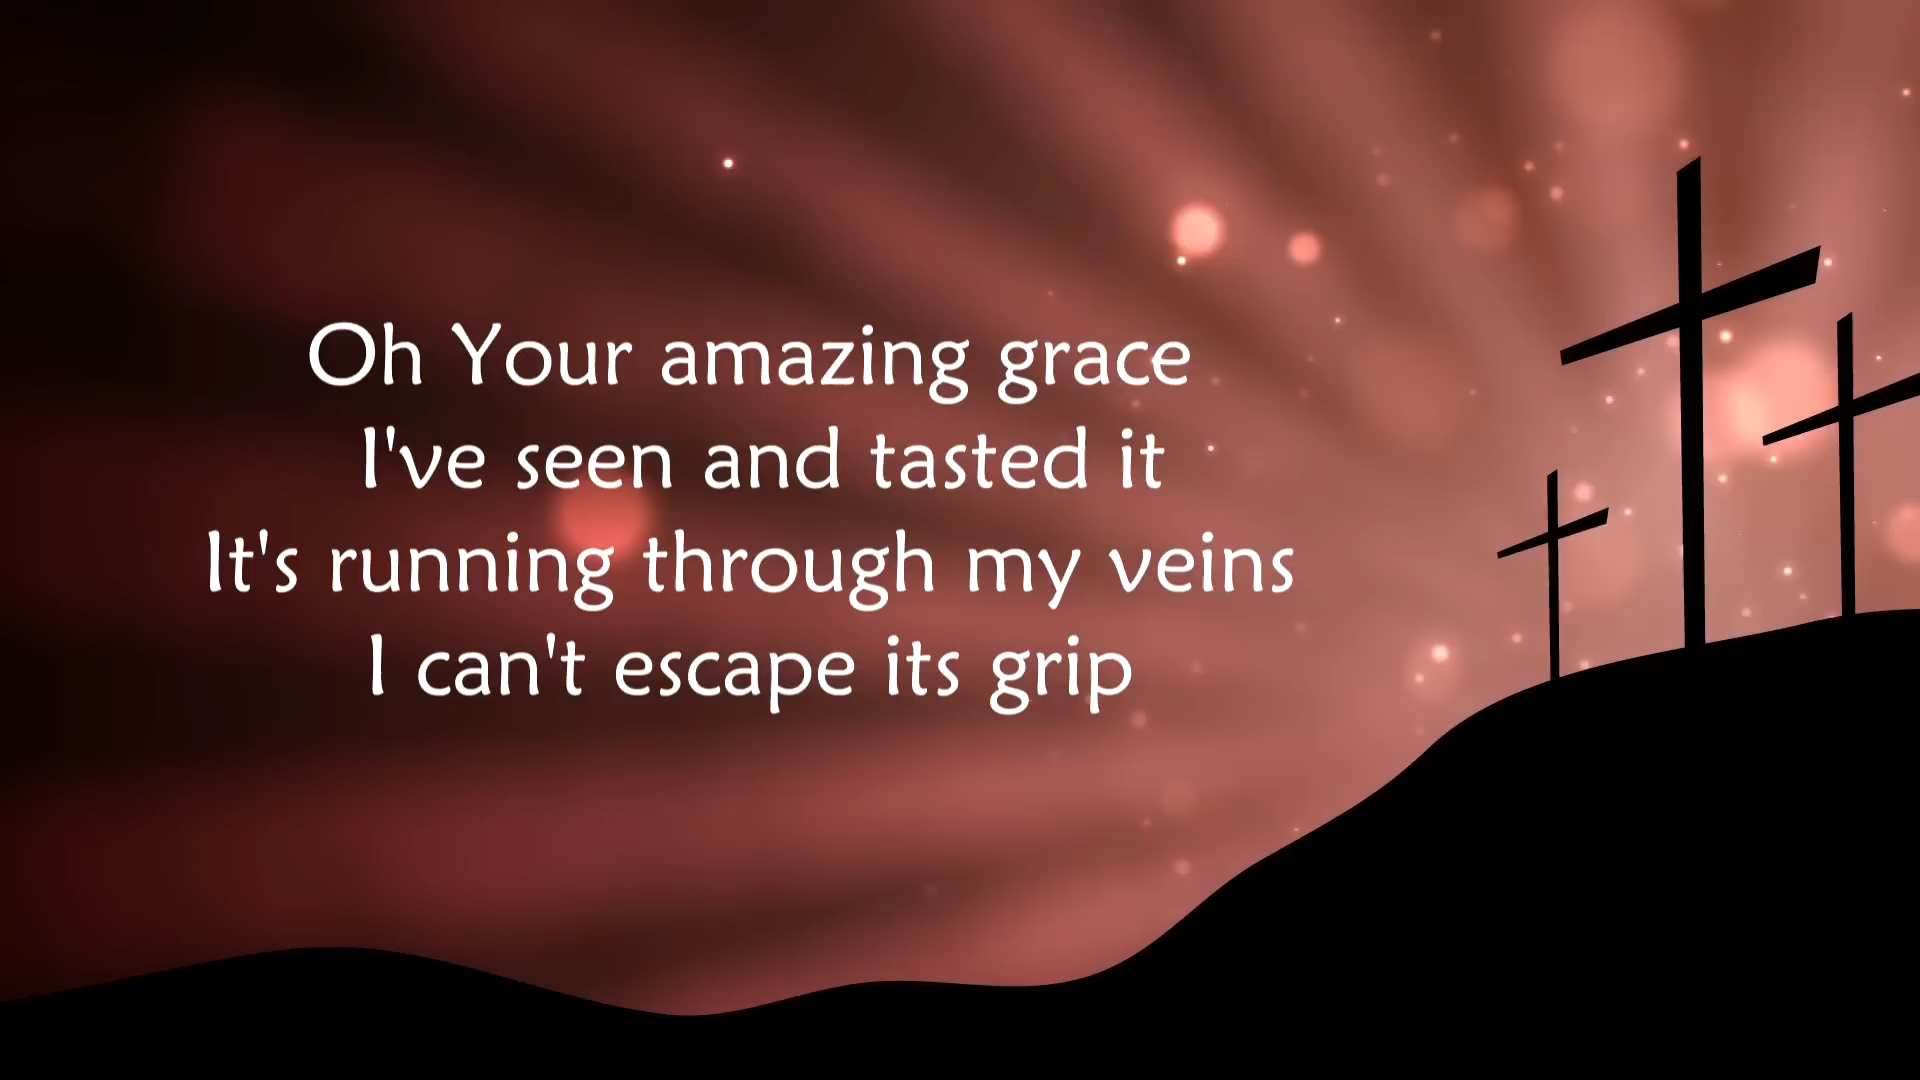 Oh Your amazing grace
I've seen and tasted it
It's running through my veins
I can't escape its grip